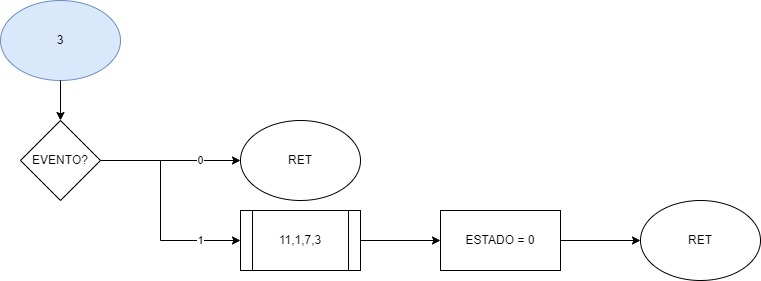 3
EVENTO?
0
RET
1
11,1,7,3
ESTADO = 0
RET